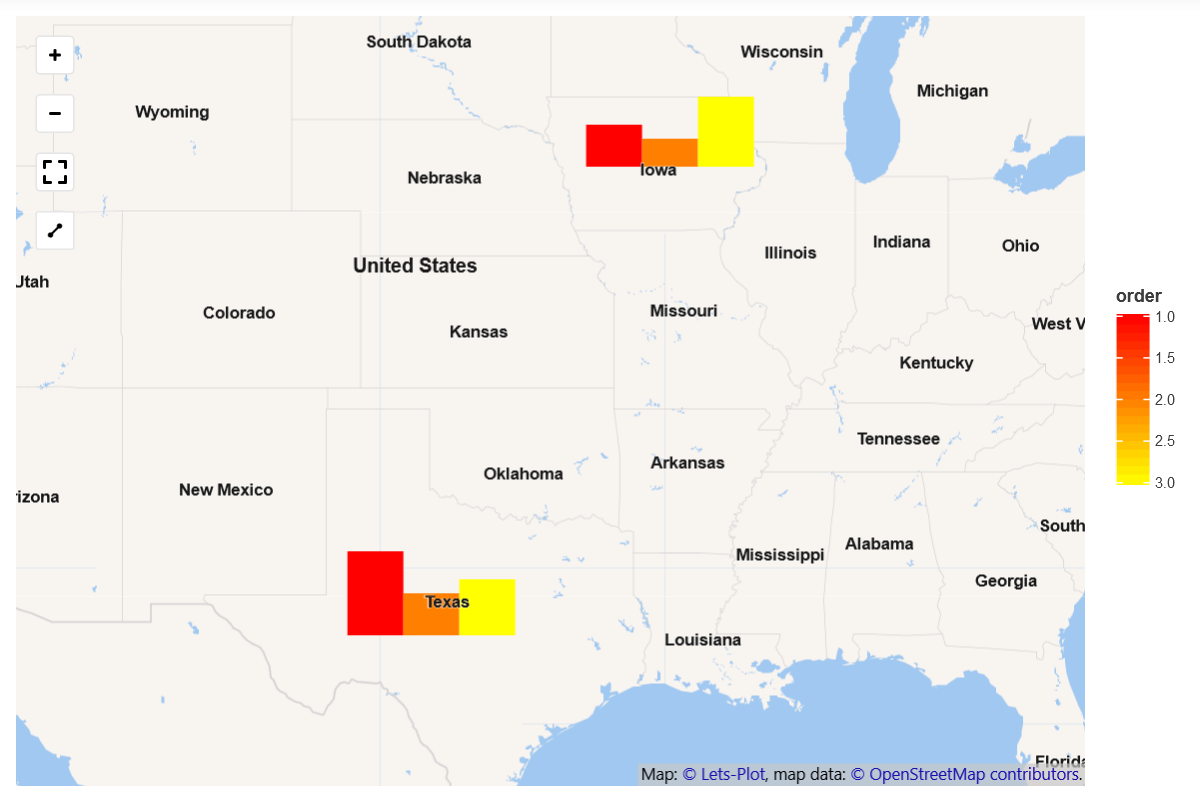 South Dakota
Wisconsin
Michigan
Wyoming
Iowa
Nebraska
Indiana
Ohio
Illinois
United States
Utah
Colorado
Missouri
Kansas
West V
Kentucky
Tennessee
Arkansas
Oklahoma
New Mexico
rizona
South
Alabama
Mississippi
Georgia
Texas
Louisiana
Florida
Map: © Lets-Plot, map data: © OpenStreetMap contributors.
order
1.0
1.5
2.0
2.5
3.0